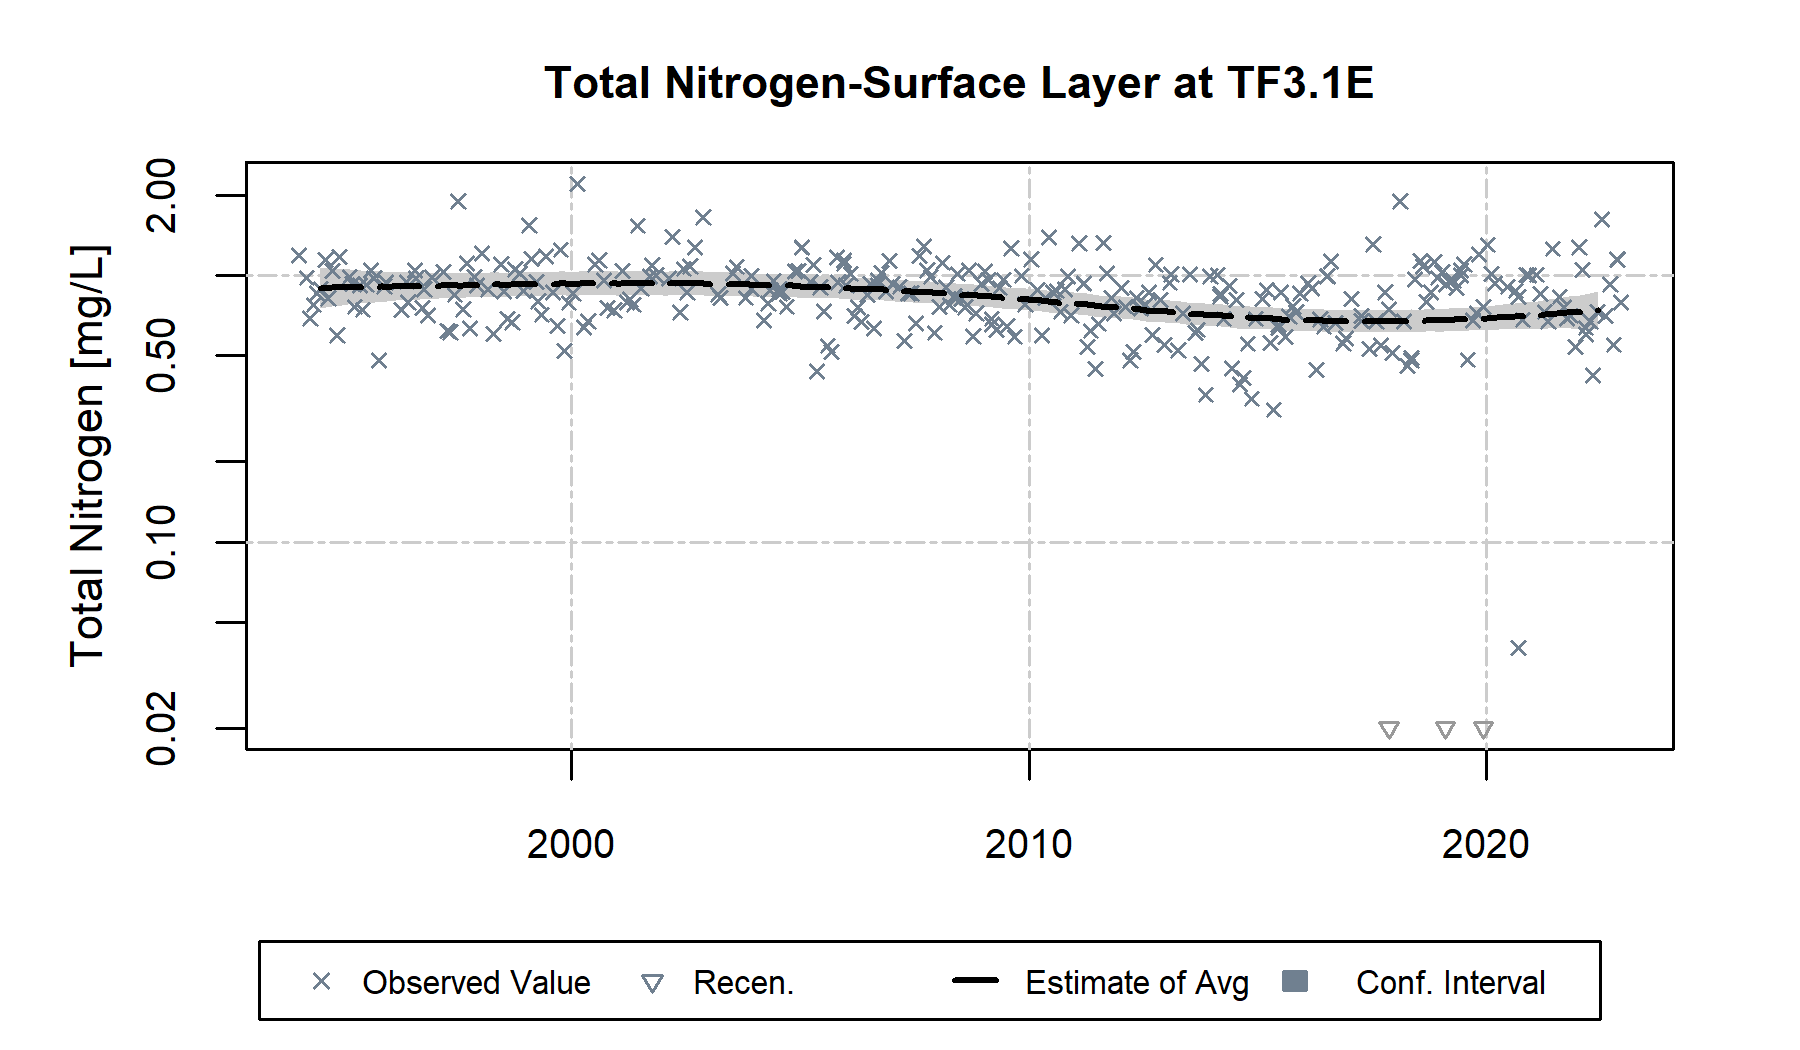 Total Nitrogen-Surface Layer at TF3.1E
Total Nitrogen [mg/L]
2.00
0.50
0.10
0.02
2000 2010 2020
Observed Value Recen. Estimate of Avg Conf. Interval